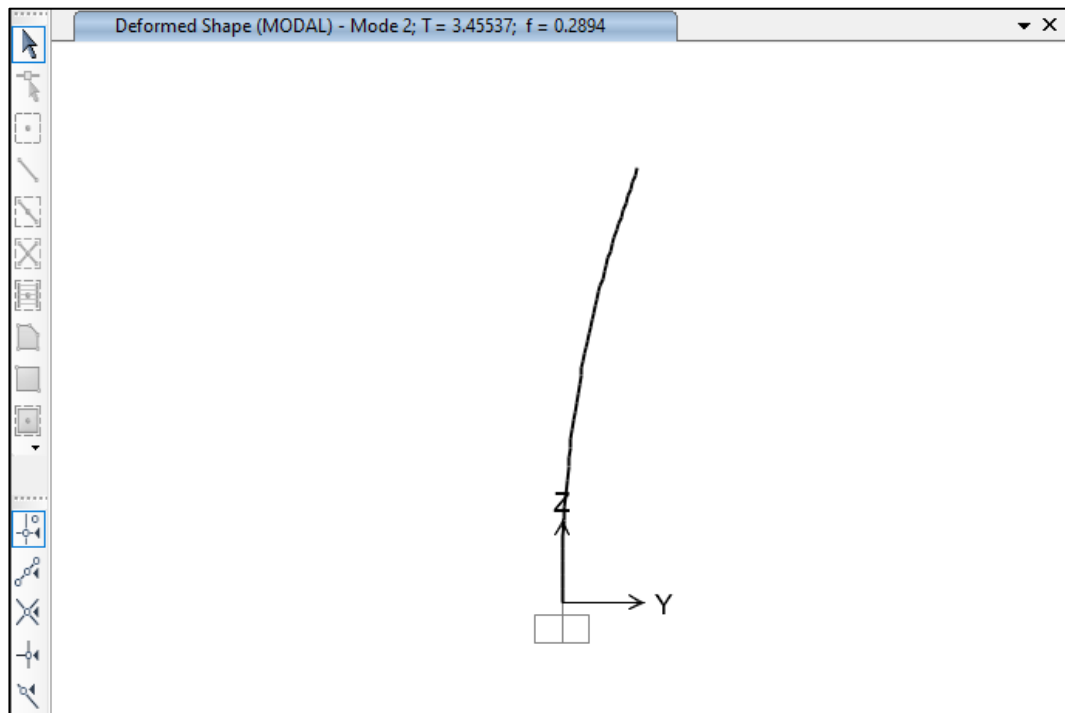 Deformed Shape (MODAL) - Mode 2; T = 3.45537; f = 0.2894
Z
Y